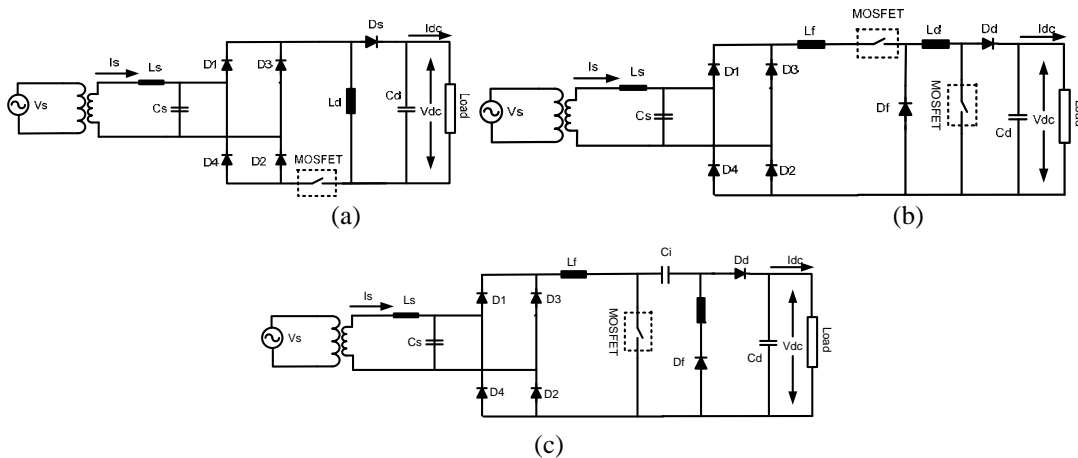 Ds
Idc
Is
Ls
D1
D3
Vs
Cs
Ld
Cd
Vdc
Load
D4
D2
MOSFET
(a)
MOSFET
Lf
Ld
Dd
Idc
Is
Ls
D1
D3
Vs
Cs
Df
MOSFET
Cd
Vdc
Load
D4
D2
(b)
Ci
Lf
Dd
Idc
Is
Ls
D1
D3
Vs
Cs
MOSFET
Df
Cd
Vdc
Load
D4
D2
(c)